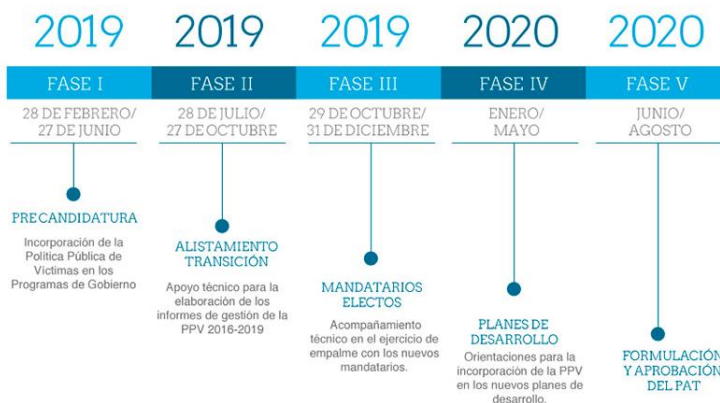 2019
2019
2019
2020
2020
FASE I
FASE II
FASE III
FASE IV
FASE V
28 DE FEBRERO/
27 DE JUNIO
28 DE JULIO/
27 DE OCTUBRE
29 DE OCTUBRE/
31 DE DICIEMBRE
ENERO/
MAYO
JUNIO/
AGOSTO
PRECANDIDATURA
Incorporación de la
Política Pública de
Víctimas en los
Programas de Gobierno
ALISTAMIENTO
TRANSICIÓN
Apoyo técnico para la
elaboración de los
informes de gestión de la
PPV 2016-2019
MANDATARIOS
ELECTOS
Acompañamiento
técnico en el ejercicio de
empalme con los nuevos
mandatarios.
PLANES DE
DESARROLLO
Orientaciones para la
incorporación de la PPV
en los nuevos planes de
desarrollo.
FORMULACIÓN
Y APROBACIÓN
DEL PAT